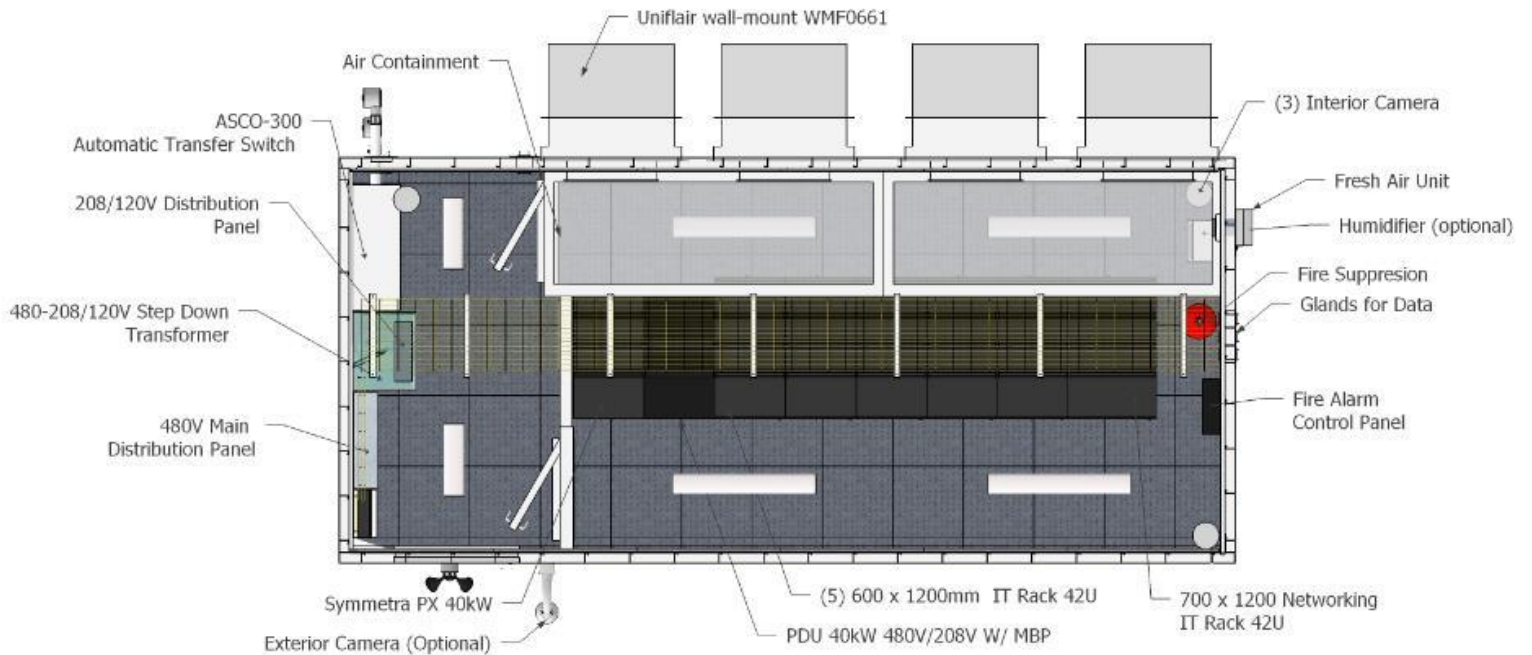 Uniflair wall-mount WMF0661
Air Containment
(3) Interior Camera
ASCO-300
Automatic Transfer Switch
Fresh Air Unit
208/120V Distribution
Panel
Humidifier (optional)
Fire Suppresion
480-208/120V Step Down
Transformer
Glands for Data
480V Main
Distribution Panel
Fire Alarm
Control Panel
Symmetra PX 40kW
(5) 600 x 1200mm IT Rack 42U
700 x 1200 Networking
IT Rack 42U
Exterior Camera (Optional)
PDU 40kW 480V/208V W/ MBP